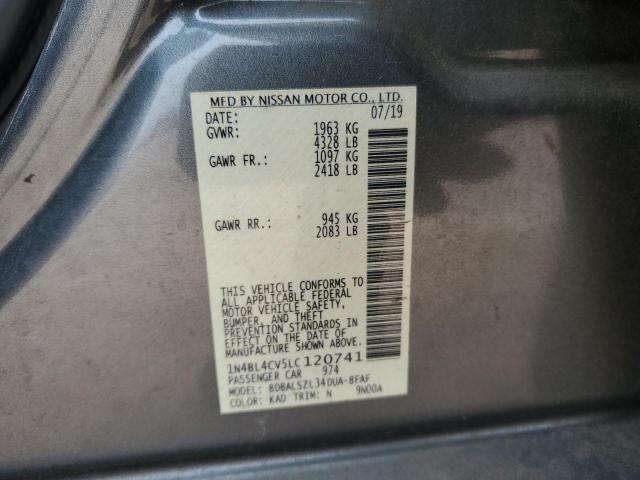 MFD BY NISSAN MOTOR CO., LTD.
DATE: 07/19
GVWR: 1963 KG
4328 LB
GAWR FR.: 1097 KG
2418 LB
GAWR RR.: 945 KG
2083 LB
THIS VEHICLE CONFORMS TO
ALL APPLICABLE FEDERAL
MOTOR VEHICLE SAFETY,
BUMPER, AND THEFT
PREVENTION STANDARDS IN
EFFECT ON THE DATE OF
MANUFACTURE SHOWN ABOVE.
1N4BL4CV5LC120741
PASSENGER CAR 974
MODEL: BDBALSZL34DUA-BFAF
COLOR: KAD TRIM: N 9N00A